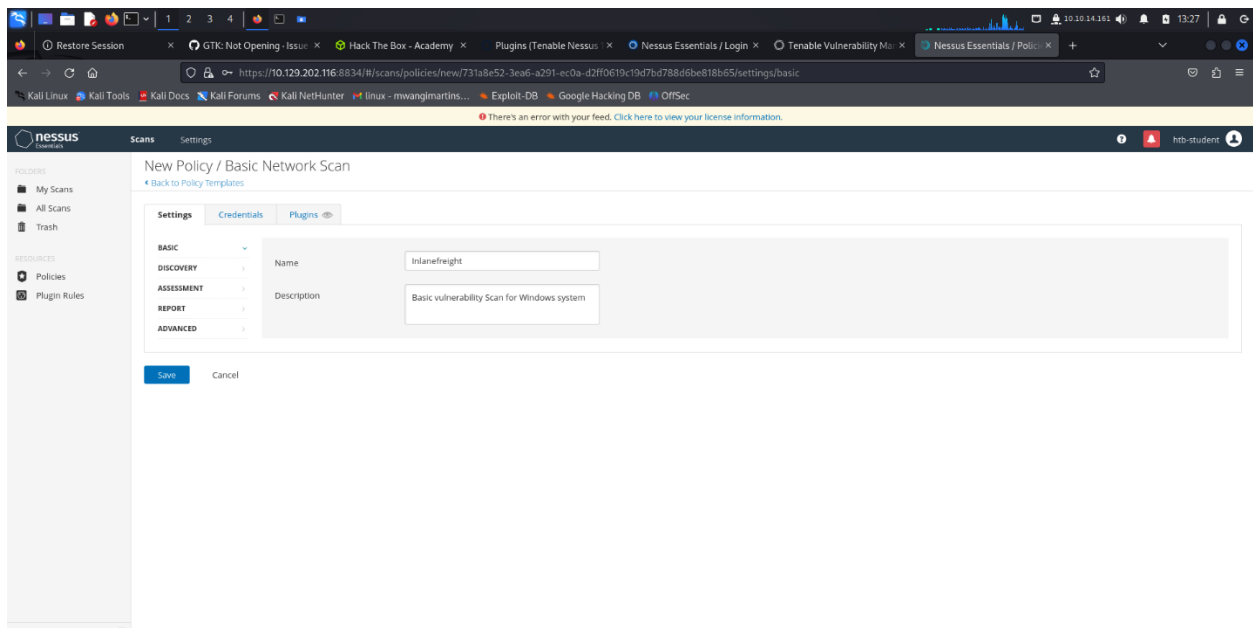 1 2 3 4 10.10.14.161 13:27
Restore Session GTK: Not Opening - Issue Hack The Box - Academy Plugins (Tenable Nessus Nessus Essentials / Login Tenable Vulnerability Nessus Essentials /
https://10.129.202.116:8834/#/scans/policies/new/731a8e52-3ea6-a291-ec0a-d2ff0619c19d7bd788d6be818b65/settings/basic
Kali Linux Kali Tools Kali Docs Kali Forums Kali NetHunter linux - mwangimartins... Exploit-DB Google Hacking DB OffSec
There's an error with your feed. Click here to view your license information.
nessus Essentials Scans Settings htb-student
FOLDERS
My Scans
All Scans
Trash
RESOURCES
Policies
Plugin Rules
New Policy / Basic Network Scan
Back to Policy Templates
Settings Credentials Plugins
BASIC
DISCOVERY
ASSESSMENT
REPORT
ADVANCED
Name Inlanefreight
Description Basic vulnerability Scan for Windows system
Save Cancel